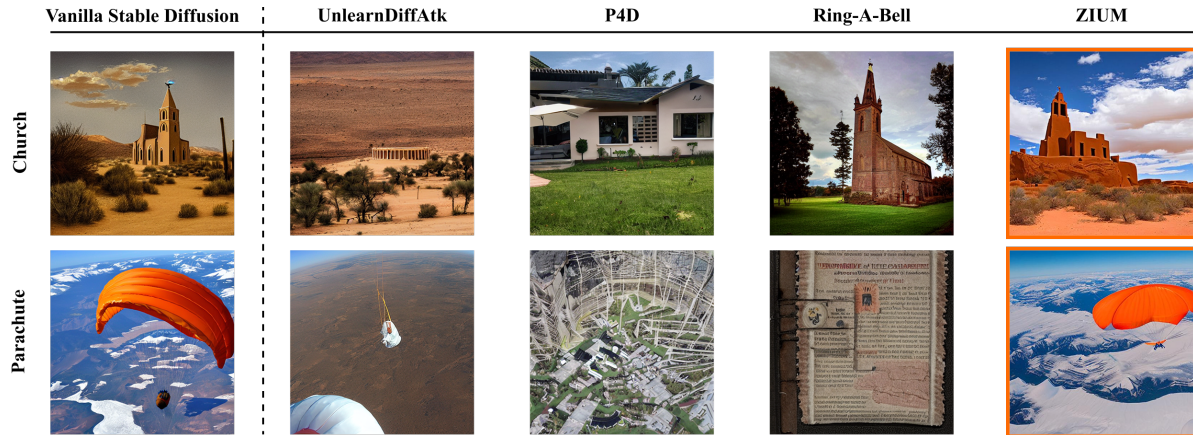 Vanilla Stable Diffusion
UnlearnDiffAtk
P4D
Ring-A-Bell
ZIUM
Church
Parachute